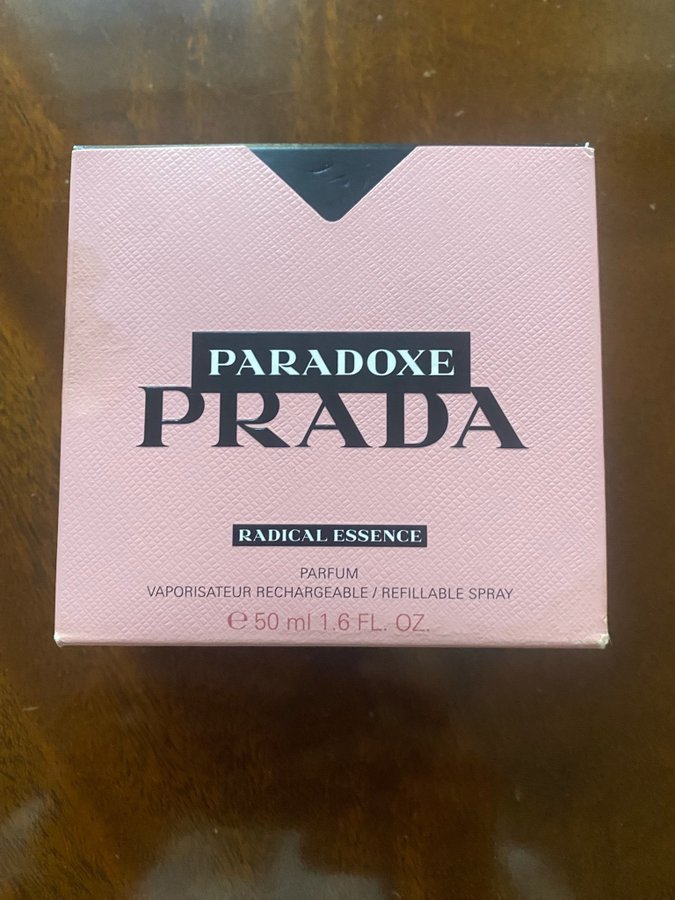 PARADOXE
PRADA
RADICAL ESSENCE
PARFUM
VAPORISATEUR RECHARGEABLE / REFILLABLE SPRAY
℮ 50 ml 1.6 FL. OZ.